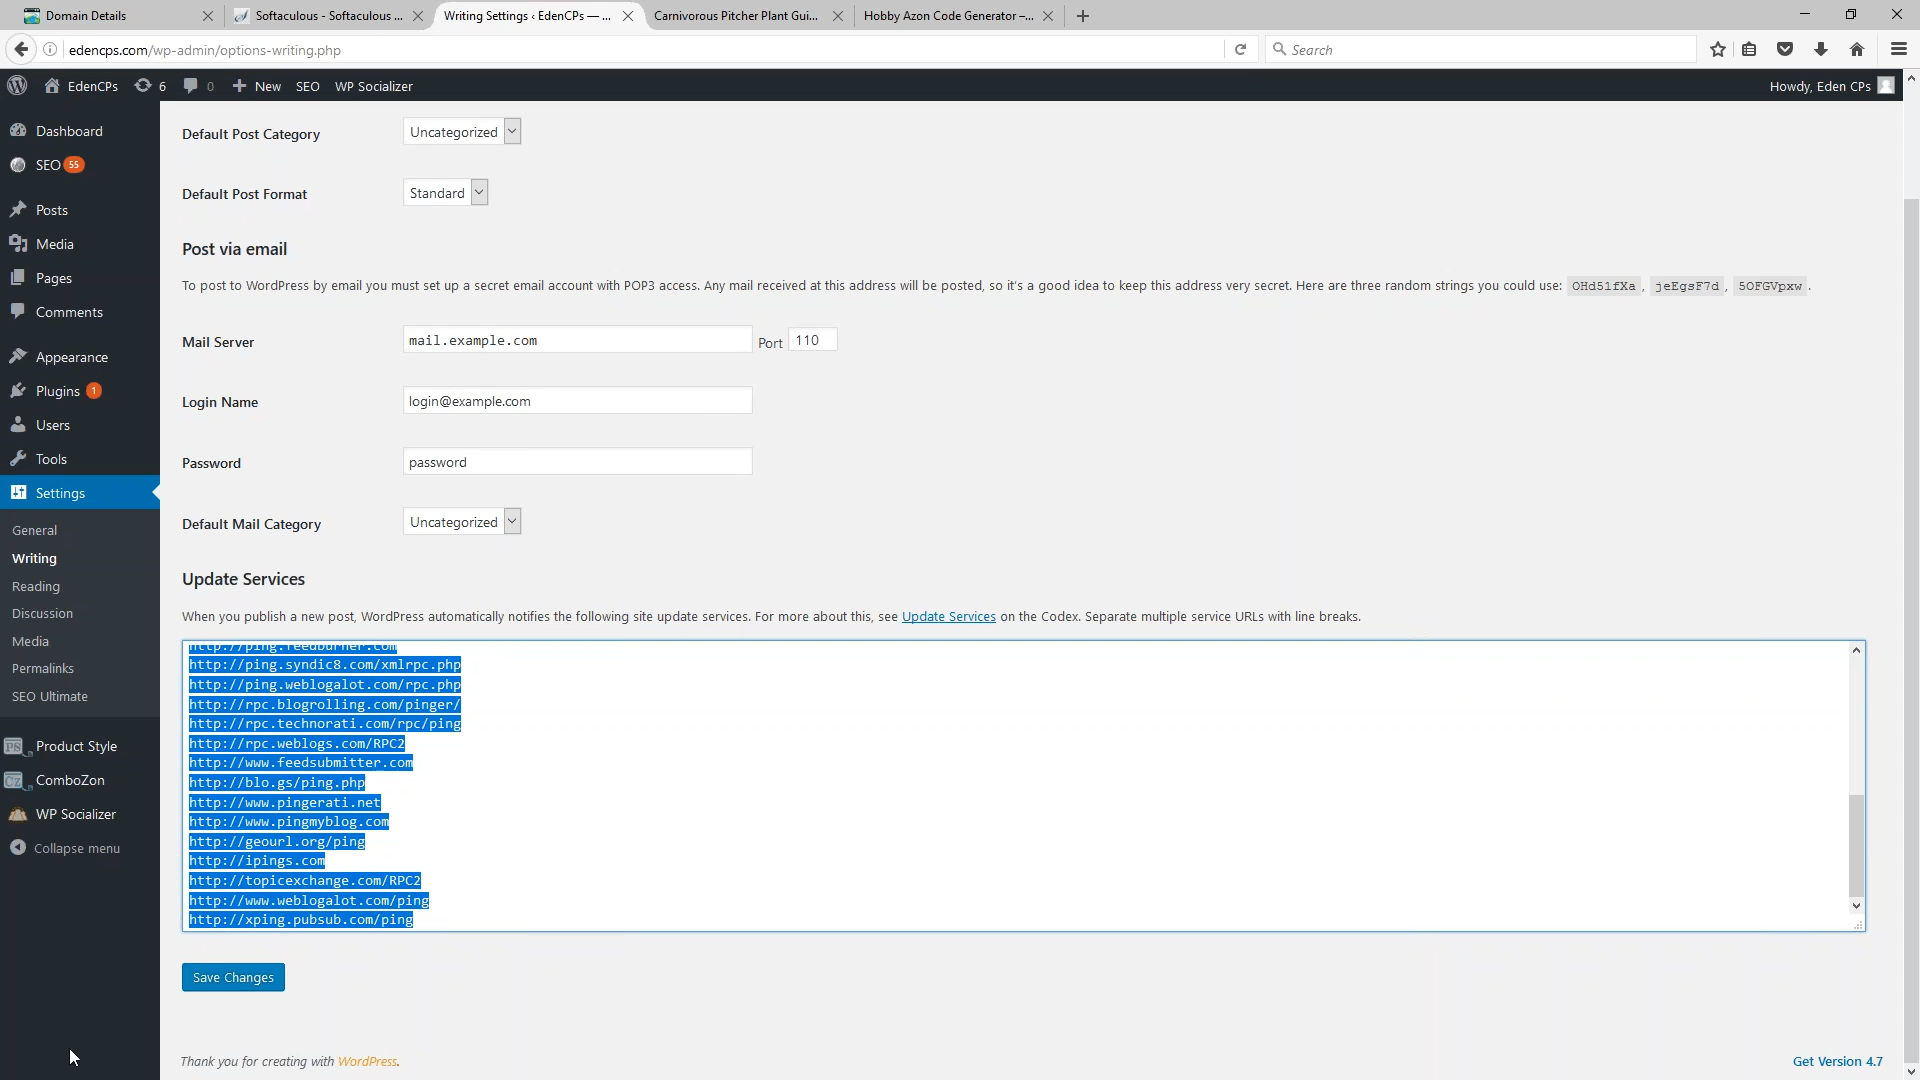 Domain Details
Softaculous - Softaculous ...
Writing Settings ‹ EdenCPs — ...
Carnivorous Pitcher Plant Gui...
Hobby Azon Code Generator –...
edencps.com/wp-admin/options-writing.php
Search
EdenCPs
6
0
New
SEO
WP Socializer
Howdy, Eden CPs
Dashboard
SEO 55
Posts
Media
Pages
Comments
Appearance
Plugins 1
Users
Tools
Settings
General
Writing
Reading
Discussion
Media
Permalinks
SEO Ultimate
Product Style
ComboZon
WP Socializer
Collapse menu
Default Post Category
Uncategorized
Default Post Format
Standard
Post via email
To post to WordPress by email you must set up a secret email account with POP3 access. Any mail received at this address will be posted, so it's a good idea to keep this address very secret. Here are three random strings you could use: OHd51fXa , jeEgsF7d , 5OFGVpxw .
Mail Server
mail.example.com
Port 110
Login Name
login@example.com
Password
password
Default Mail Category
Uncategorized
Update Services
When you publish a new post, WordPress automatically notifies the following site update services. For more about this, see Update Services on the Codex. Separate multiple service URLs with line breaks.
http://ping.feedburner.com
http://ping.syndic8.com/xmlrpc.php
http://ping.weblogalot.com/rpc.php
http://rpc.blogrolling.com/pinger/
http://rpc.technorati.com/rpc/ping
http://rpc.weblogs.com/RPC2
http://www.feedsubmitter.com
http://blo.gs/ping.php
http://www.pingerati.net
http://www.pingmyblog.com
http://geourl.org/ping
http://ipings.com
http://topicexchange.com/RPC2
http://www.weblogalot.com/ping
http://xping.pubsub.com/ping
Save Changes
Thank you for creating with WordPress.
Get Version 4.7